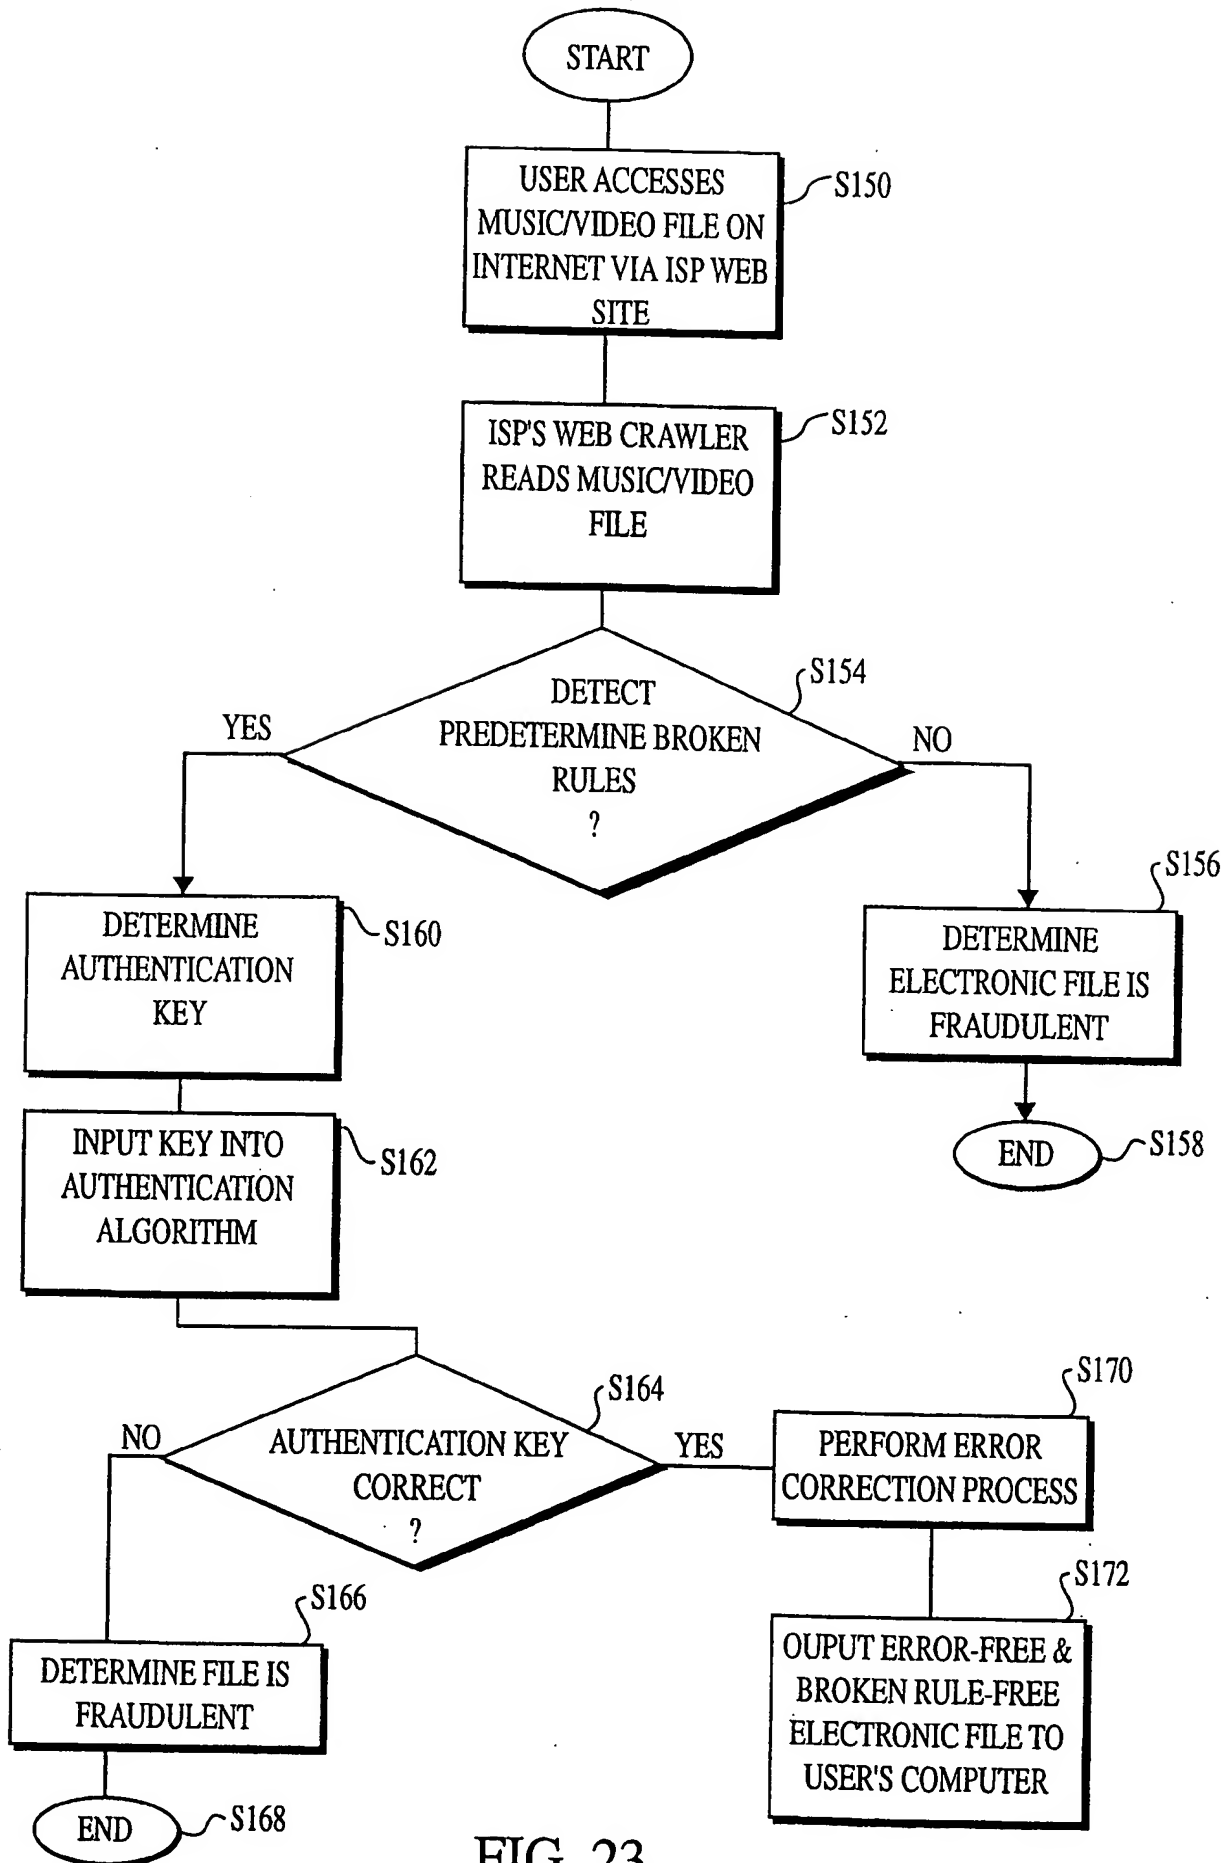 START
USER ACCESSES
MUSIC/VIDEO FILE ON
INTERNET VIA ISP WEB
SITE
S150
ISP'S WEB CRAWLER
READS MUSIC/VIDEO
FILE
S152
DETECT
PREDETERMINE BROKEN
RULES
?
S154
YES
NO
DETERMINE
AUTHENTICATION
KEY
S160
DETERMINE
ELECTRONIC FILE IS
FRAUDULENT
S156
END
S158
INPUT KEY INTO
AUTHENTICATION
ALGORITHM
S162
AUTHENTICATION KEY
CORRECT
?
S164
NO
YES
PERFORM ERROR
CORRECTION PROCESS
S170
DETERMINE FILE IS
FRAUDULENT
S166
OUPUT ERROR-FREE &
BROKEN RULE-FREE
ELECTRONIC FILE TO
USER'S COMPUTER
S172
END
S168
FIG. 23